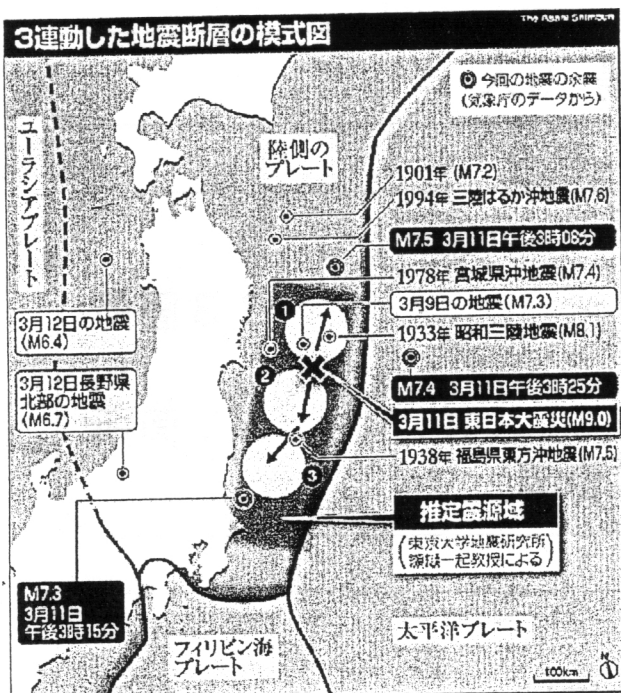 The Asahi Shimbun
3連動した地震断層の模式図
今回の地震の余震
(気象庁のデータから)
ユーラシアプレート
陸側の
プレート
1901年 (M7.2)
1994年 三陸はるか沖地震(M7.6)
M7.5 3月11日午後3時08分
1978年 宮城県沖地震(M7.4)
3月9日の地震(M7.3)
1933年 昭和三陸地震(M8.1)
3月12日の地震
(M6.4)
3月12日長野県
北部の地震
(M6.7)
❶
❷
❸
M7.4 3月11日午後3時25分
3月11日 東日本大震災(M9.0)
1938年 福島県東方沖地震(M7.5)
推定震源域
(東京大学地震研究所
一起教授による)
M7.3
3月11日
午後3時15分
フィリピン海
プレート
太平洋プレート
100km
N